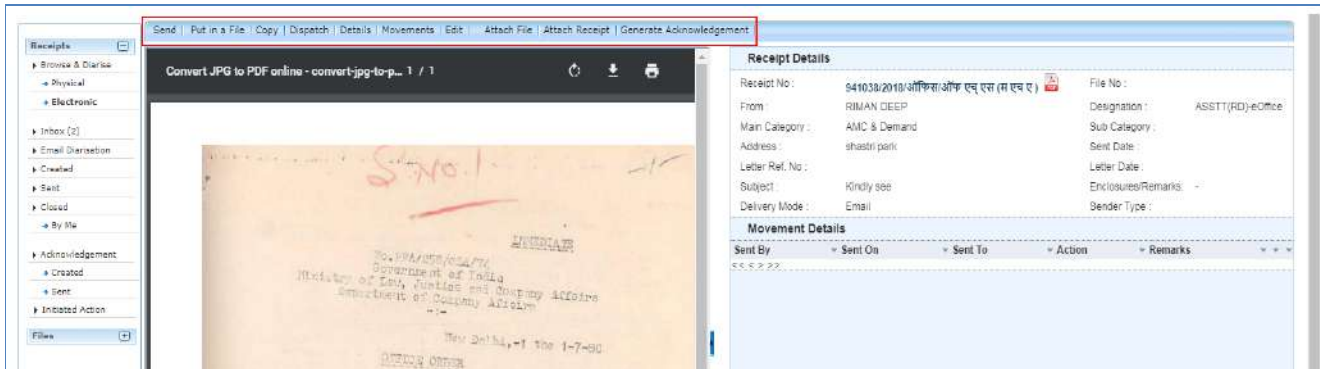 Send | Put in a File | Copy | Dispatch | Details | Movements | Edit | Attach File | Attach Receipt | Generate Acknowledgement
Receipts
Browse & Diarise
Physical
Electronic
Inbox (2)
Email Diarisation
Created
Sent
Closed
By Me
Acknowledgement
Created
Sent
Initiated Action
Files
Convert JPG to PDF online - convert-jpg-to-p... 1 / 1
S.No.1
IMMEDIATE
Government of India
Ministry of Law, Justice and Company Affairs
Department of Company Affairs
New Delhi,-1 the 1-7-80
OFFICE ORDER
Receipt Details
Receipt No : 941038/2018/ऑफिस/ऑफ एच् एस (म एच ए ) File No :
From : RIMAN DEEP Designation : ASSTT(RD)-eOffice
Main Category : AMC & Demand Sub Category :
Address : shastri park Sent Date :
Letter Ref. No : Letter Date :
Subject : Kindly see Enclosures/Remarks: -
Delivery Mode : Email Sender Type :
Movement Details
Sent By Sent On Sent To Action Remarks
<< < > >>